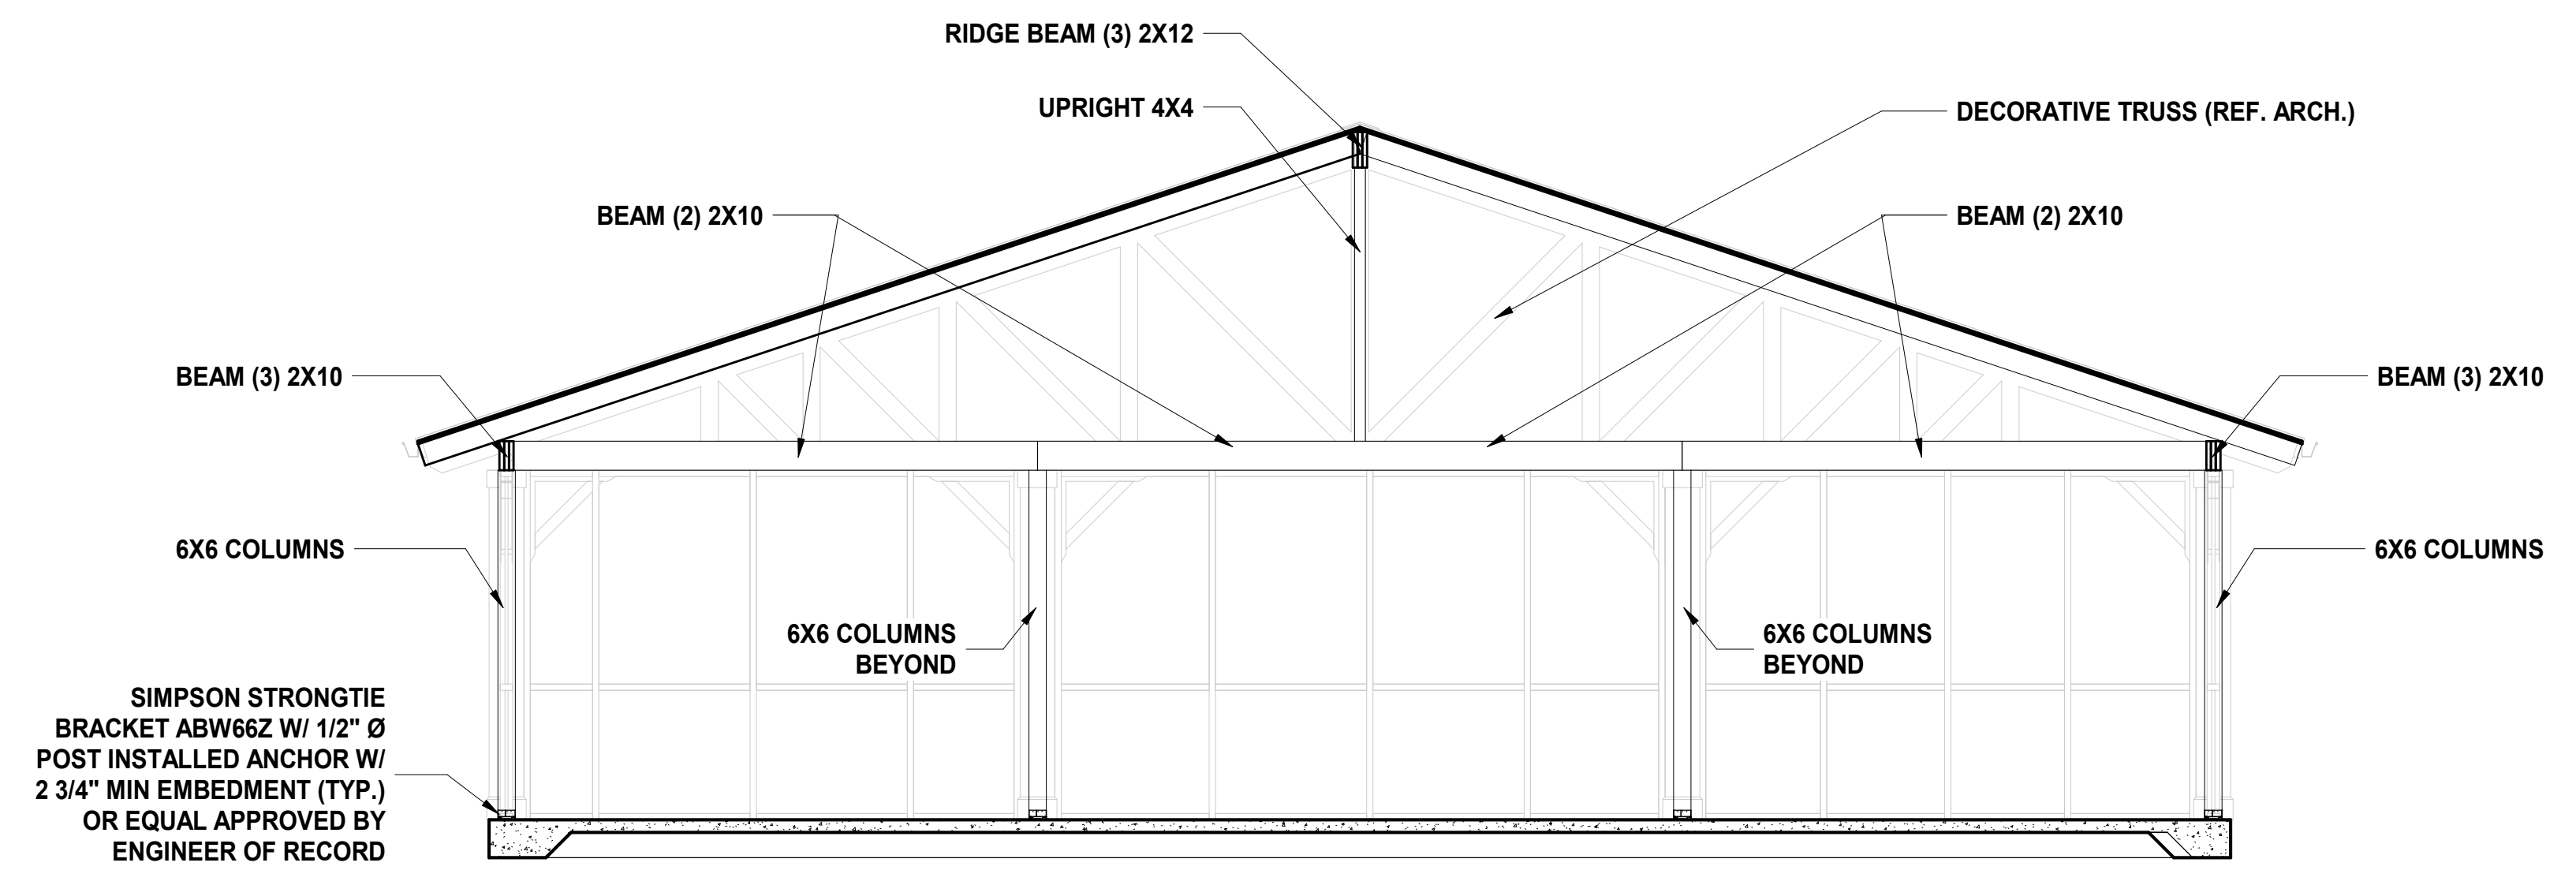 RIDGE BEAM (3) 2X12
UPRIGHT 4X4
DECORATIVE TRUSS (REF. ARCH.)
BEAM (2) 2X10
BEAM (2) 2X10
BEAM (3) 2X10
BEAM (3) 2X10
6X6 COLUMNS
6X6 COLUMNS
6X6 COLUMNS
BEYOND
6X6 COLUMNS
BEYOND
SIMPSON STRONGTIE
BRACKET ABW66Z W/ 1/2" Ø
POST INSTALLED ANCHOR W/
2 3/4" MIN EMBEDMENT (TYP.)
OR EQUAL APPROVED BY
ENGINEER OF RECORD